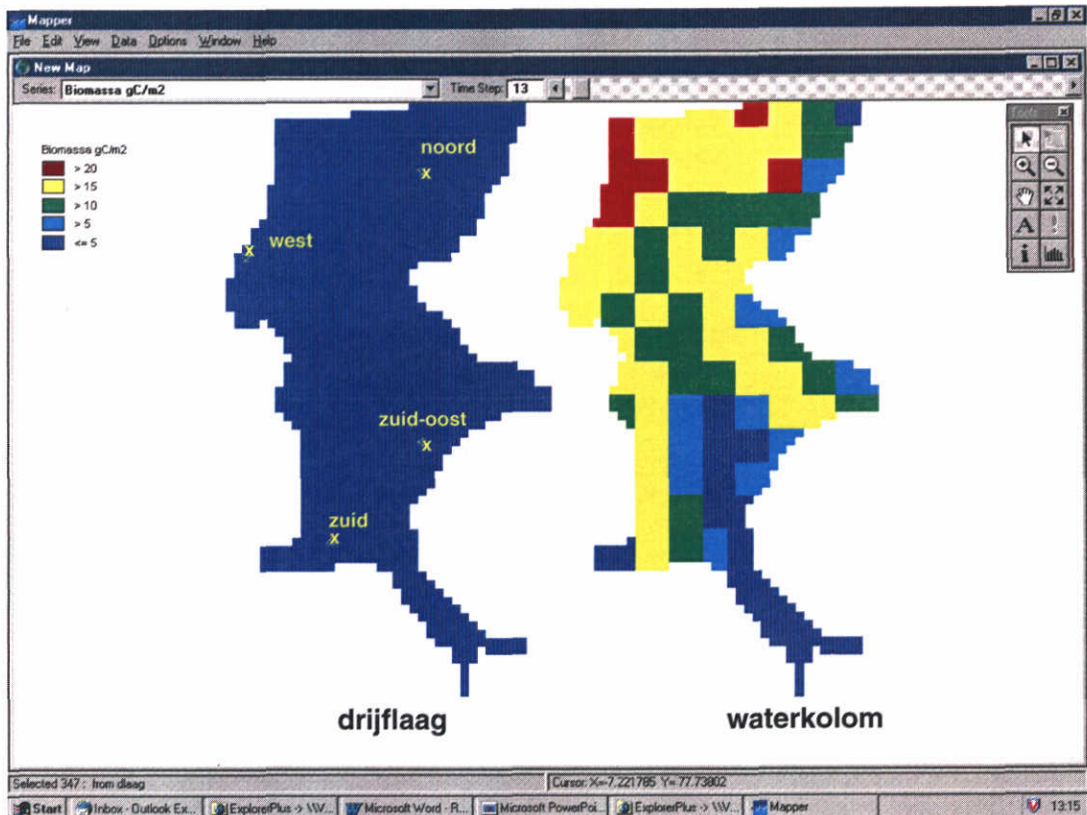 Mapper
File Edit View Data Options Window Help
New Map
Series: Biomassa gC/m2 Time Step: 13
Tools
Biomassa gC/m2
> 20
> 15
> 10
> 5
<= 5
noord
x
west
x
zuid-oost
x
zuid
x
drijflaag
waterkolom
A
i
Selected 347 : from dlaag
Cursor: X=-7.221785 Y= 77.73802
Start Inbox - Outlook Ex... ExplorerPlus -> \\V... Microsoft Word - R... Microsoft PowerPoi... ExplorerPlus -> \\V... Mapper 13:15